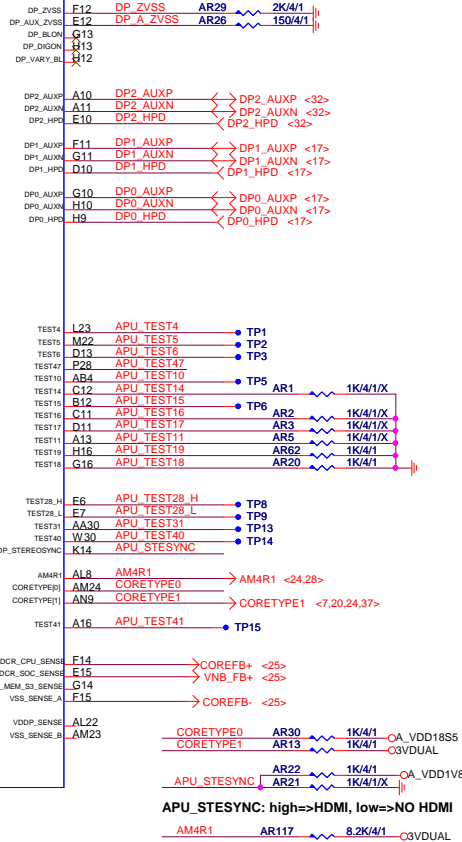 DP_ZVSS F12 DP_ZVSS AR29 2K/4/1
DP_AUX_ZVSS E12 DP_A_ZVSS AR26 150/4/1
DP_BLON G13
DP_DIGON H13
DP_VARY_BL H12
DP2_AUXP A10 DP2_AUXP DP2_AUXP <32>
DP2_AUXN A11 DP2_AUXN DP2_AUXN <32>
DP2_HPD E10 DP2_HPD DP2_HPD <32>
DP1_AUXP F11 DP1_AUXP DP1_AUXP <17>
DP1_AUXN G11 DP1_AUXN DP1_AUXN <17>
DP1_HPD D10 DP1_HPD DP1_HPD <17>
DP0_AUXP G10 DP0_AUXP DP0_AUXP <17>
DP0_AUXN H10 DP0_AUXN DP0_AUXN <17>
DP0_HPD H9 DP0_HPD DP0_HPD <17>
TEST4 L23 APU_TEST4 TP1
TEST5 M22 APU_TEST5 TP2
TEST6 D13 APU_TEST6 TP3
TEST47 P28 APU_TEST47
TEST10 AB4 APU_TEST10 TP5
TEST14 C12 APU_TEST14 AR1 1K/4/1/X
TEST15 B12 APU_TEST15 TP6
TEST16 C11 APU_TEST16 AR2 1K/4/1/X
TEST17 D11 APU_TEST17 AR3 1K/4/1/X
TEST11 A13 APU_TEST11 AR5 1K/4/1/X
TEST19 H16 APU_TEST19 AR62 1K/4/1
TEST18 G16 APU_TEST18 AR20 1K/4/1
TEST28_H E6 APU_TEST28_H TP8
TEST28_L E7 APU_TEST28_L TP9
TEST31 AA30 APU_TEST31 TP13
TEST40 W30 APU_TEST40 TP14
DP_STEREOSYNC K14 APU_STESYNC
AM4R1 AL8 AM4R1 AM4R1 <24,28>
CORETYPE[0] AM24 CORETYPE0
CORETYPE[1] AN9 CORETYPE1 CORETYPE1 <7,20,24,37>
TEST41 A16 APU_TEST41 TP15
DCR_CPU_SENSE F14 COREFB+ <25>
DCR_SOC_SENSE E15 VNB_FB+ <25>
_MEM_S3_SENSE G14
VSS_SENSE_A F15 COREFB- <25>
VDDP_SENSE AL22
VSS_SENSE_B AM23
CORETYPE0 AR30 1K/4/1 A_VDD18S5
CORETYPE1 AR13 1K/4/1 3VDUAL
AR22 1K/4/1 A_VDD1V8
APU_STESYNC AR21 1K/4/1/X
APU_STESYNC: high=>HDMI, low=>NO HDMI
AM4R1 AR117 8.2K/4/1 3VDUAL